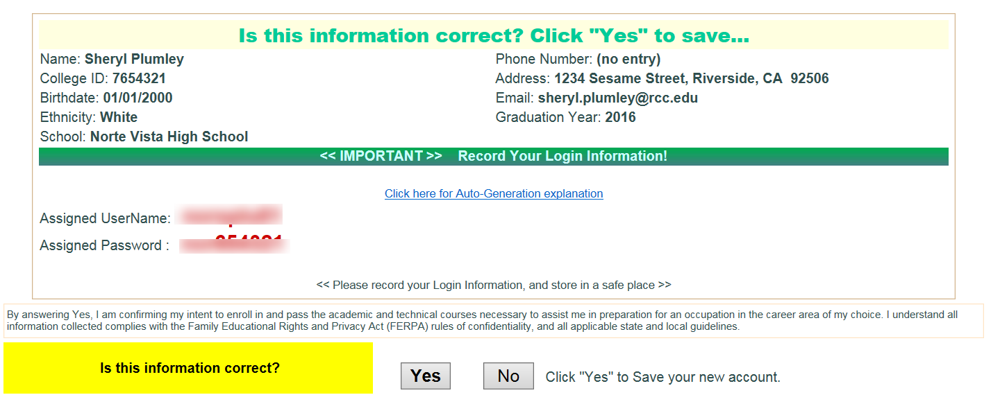 Is this information correct? Click "Yes" to save...
Name: Sheryl Plumley
College ID: 7654321
Birthdate: 01/01/2000
Ethnicity: White
School: Norte Vista High School
Phone Number: (no entry)
Address: 1234 Sesame Street, Riverside, CA 92506
Email: sheryl.plumley@rcc.edu
Graduation Year: 2016
<< IMPORTANT >> Record Your Login Information!
Click here for Auto-Generation explanation
Assigned UserName:
Assigned Password :
<< Please record your Login Information, and store in a safe place >>
By answering Yes, I am confirming my intent to enroll in and pass the academic and technical courses necessary to assist me in preparation for an occupation in the career area of my choice. I understand all
information collected complies with the Family Educational Rights and Privacy Act (FERPA) rules of confidentiality, and all applicable state and local guidelines.
Is this information correct?
Yes
No
Click "Yes" to Save your new account.